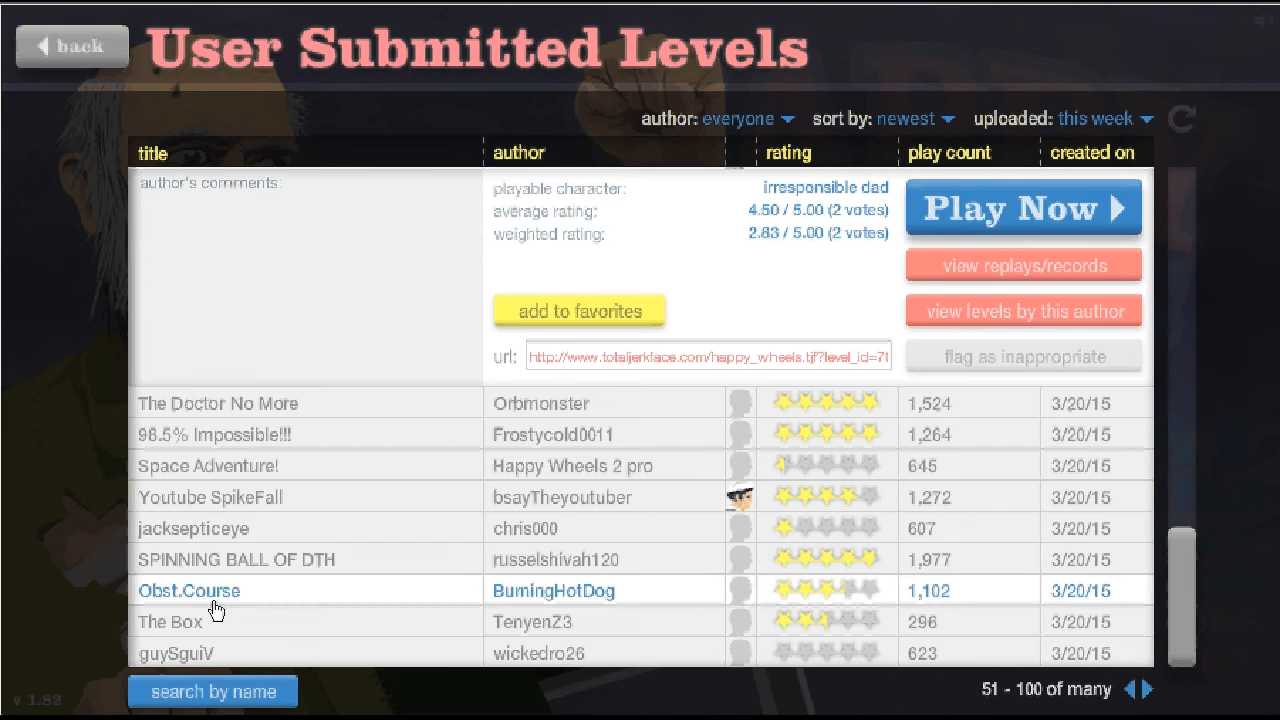 back
User Submitted Levels
author: everyone sort by: newest uploaded: this week
title author rating play count created on
author's comments:
playable character: irresponsible dad
average rating: 4.50 / 5.00 (2 votes)
weighted rating: 2.83 / 5.00 (2 votes)
Play Now
view replays/records
add to favorites
view levels by this author
url: http://www.totaljerkface.com/happy_wheels.tjf?level_id=7
flag as inappropriate
The Doctor No More Orbmonster 1,524 3/20/15
98.5% Impossible!!! Frostycold0011 1,264 3/20/15
Space Adventure! Happy Wheels 2 pro 645 3/20/15
Youtube SpikeFall bsayTheyoutuber 1,272 3/20/15
jacksepticeye chris000 607 3/20/15
SPINNING BALL OF DTH russelshivah120 1,977 3/20/15
Obst.Course BurningHotDog 1,102 3/20/15
The Box TenyenZ3 296 3/20/15
guySguiV wickedro26 623 3/20/15
search by name
51 - 100 of many
v 1.82